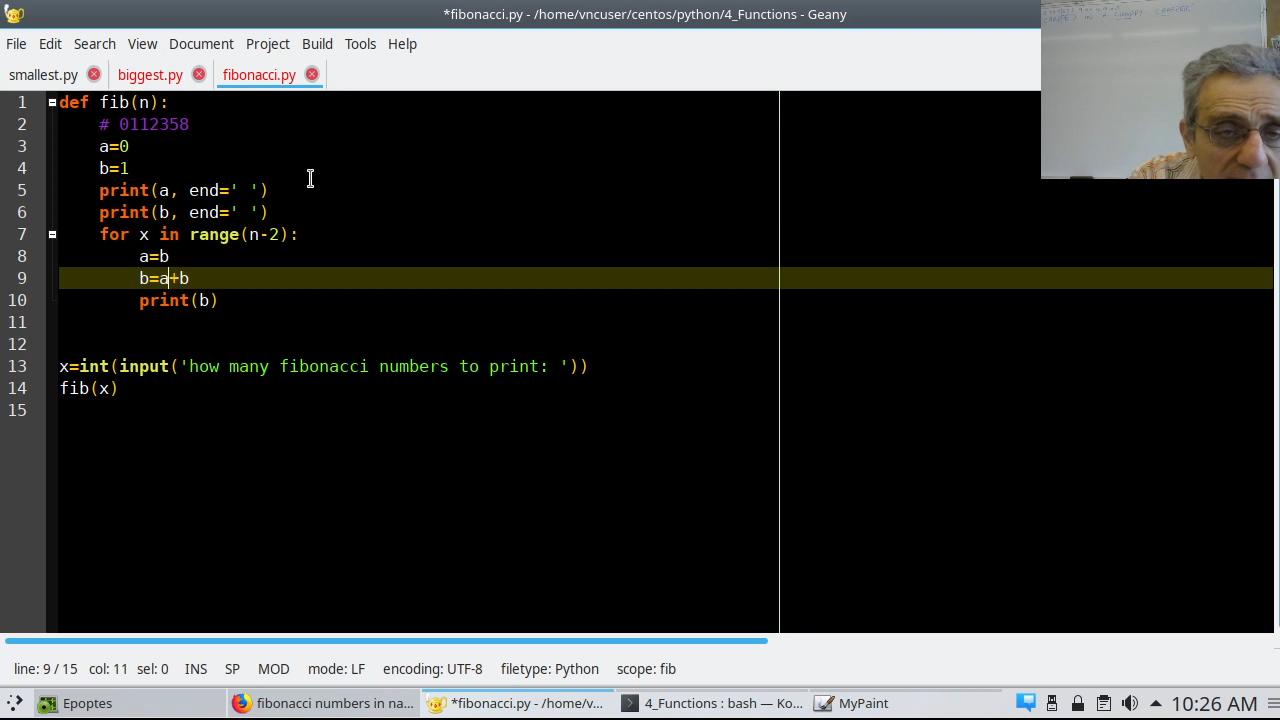 *fibonacci.py - /home/vncuser/centos/python/4_Functions - Geany
File Edit Search View Document Project Build Tools Help
smallest.py biggest.py fibonacci.py
1 def fib(n):
2 # 0112358
3 a=0
4 b=1
5 print(a, end=' ')
6 print(b, end=' ')
7 for x in range(n-2):
8 a=b
9 b=a+b
10 print(b)
11
12
13 x=int(input('how many fibonacci numbers to print: '))
14 fib(x)
15
line: 9 / 15 col: 11 sel: 0 INS SP MOD mode: LF encoding: UTF-8 filetype: Python scope: fib
Epoptes fibonacci numbers in na... *fibonacci.py - /home/v... 4_Functions : bash — Ko... MyPaint 10:26 AM